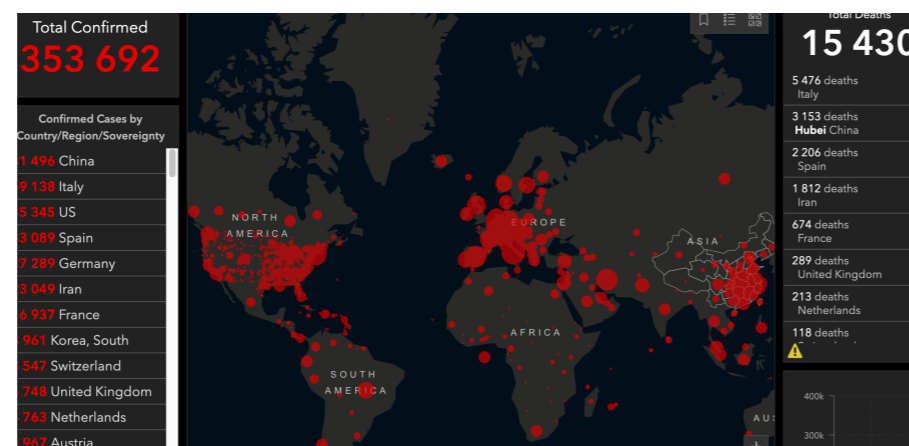 Total Confirmed
353 692
Confirmed Cases by
Country/Region/Sovereignty
1 496 China
9 138 Italy
5 345 US
3 089 Spain
7 289 Germany
3 049 Iran
6 937 France
961 Korea, South
547 Switzerland
748 United Kingdom
763 Netherlands
967 Austria
NORTH
AMERICA
EUROPE
ASIA
AFRICA
SOUTH
AMERICA
AUS
Total Deaths
15 430
5 476 deaths
Italy
3 153 deaths
Hubei China
2 206 deaths
Spain
1 812 deaths
Iran
674 deaths
France
289 deaths
United Kingdom
213 deaths
Netherlands
118 deaths
400k
300k